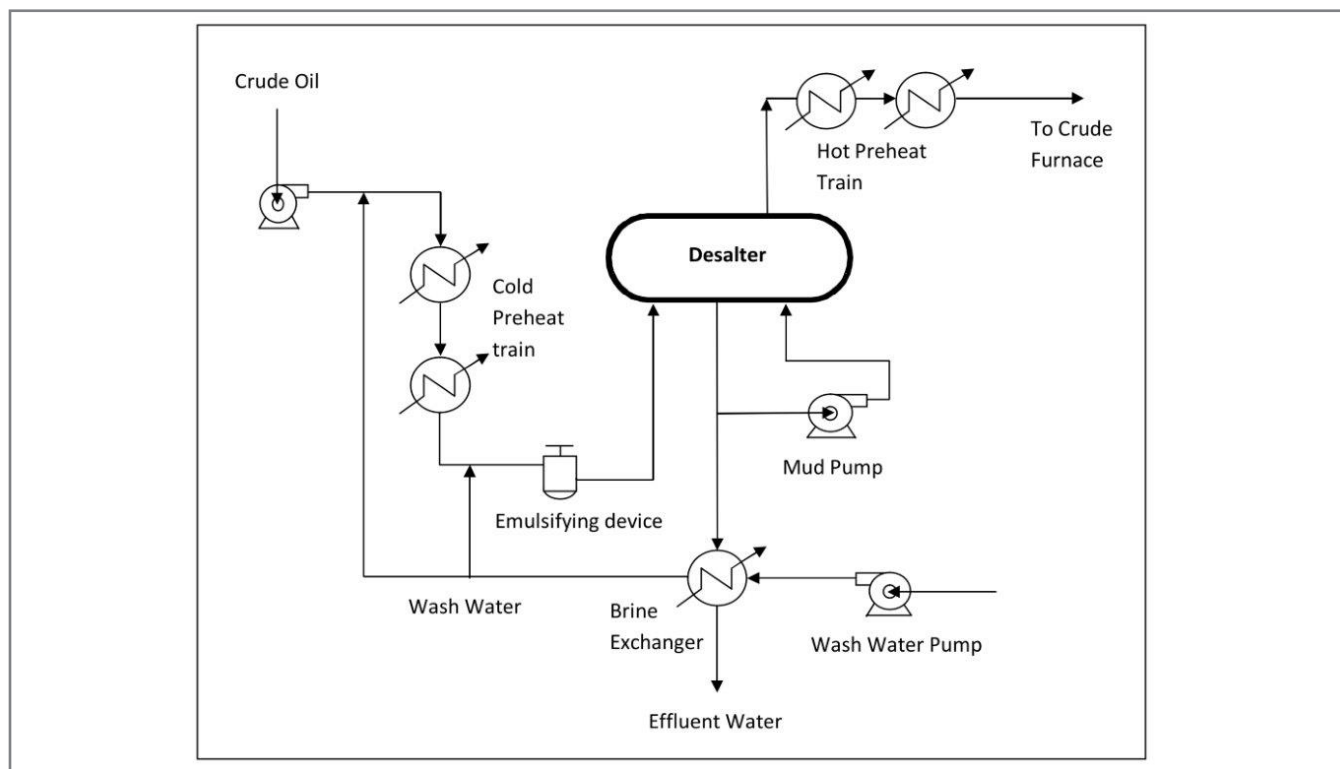 Crude Oil
To Crude
Furnace
Hot Preheat
Train
Desalter
Cold
Preheat
train
Mud Pump
Emulsifying device
Wash Water
Brine
Exchanger
Wash Water Pump
Effluent Water